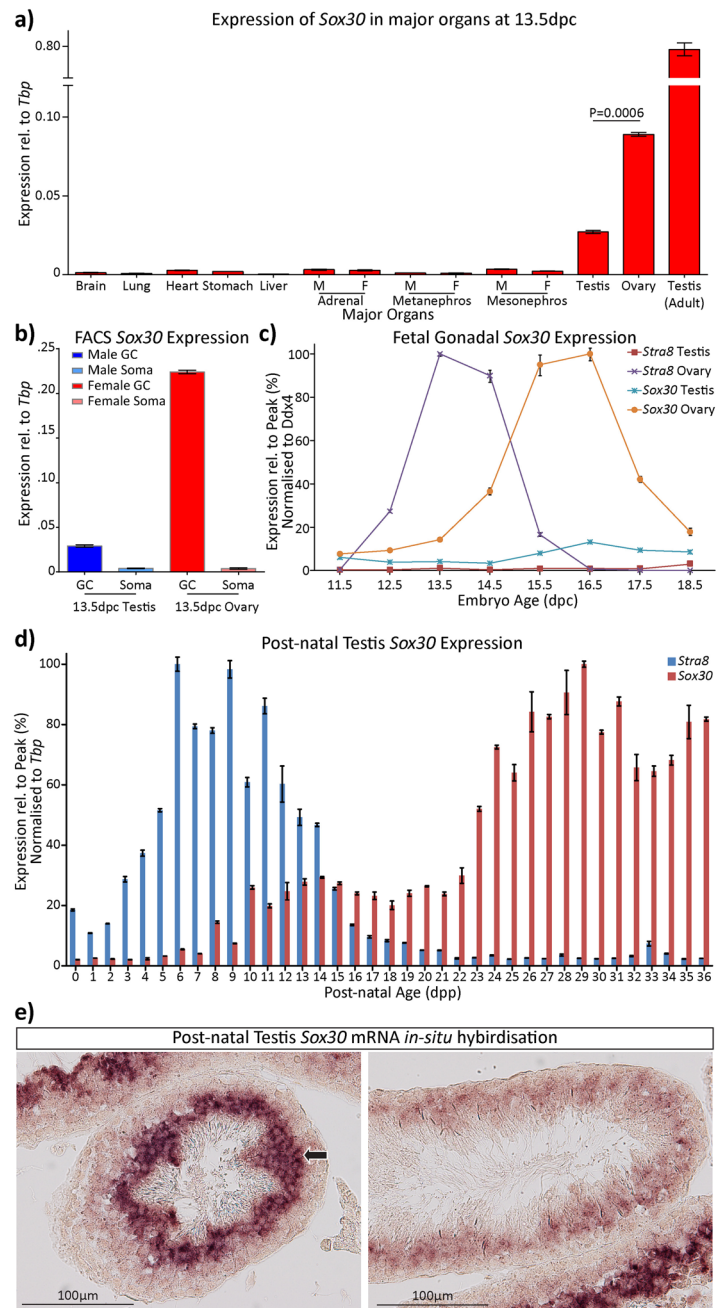 a)
Expression of Sox30 in major organs at 13.5dpc
Expression rel. to Tbp
0.80
0.10
0.05
0
P=0.0006
Brain Lung Heart Stomach Liver M F M F M F Testis Ovary Testis
(Adult)
Adrenal Metanephros Mesonephros
Major Organs
b)
FACS Sox30 Expression
Expression rel. to Tbp
.25
.20
.15
.10
.05
0
Male GC
Male Soma
Female GC
Female Soma
GC Soma GC Soma
13.5dpc Testis 13.5dpc Ovary
c)
Fetal Gonadal Sox30 Expression
Expression rel. to Peak (%)
Normalised to Ddx4
100
80
60
40
20
0
Stra8 Testis
Stra8 Ovary
Sox30 Testis
Sox30 Ovary
11.5 12.5 13.5 14.5 15.5 16.5 17.5 18.5
Embryo Age (dpc)
d)
Post-natal Testis Sox30 Expression
Expression rel. to Peak (%)
Normalised to Tbp
100
80
60
40
20
0
Stra8
Sox30
0 1 2 3 4 5 6 7 8 9 10 11 12 13 14 15 16 17 18 19 20 21 22 23 24 25 26 27 28 29 30 31 32 33 34 35 36
Post-natal Age (dpp)
e)
Post-natal Testis Sox30 mRNA in-situ hybirdisation
100µm
100µm